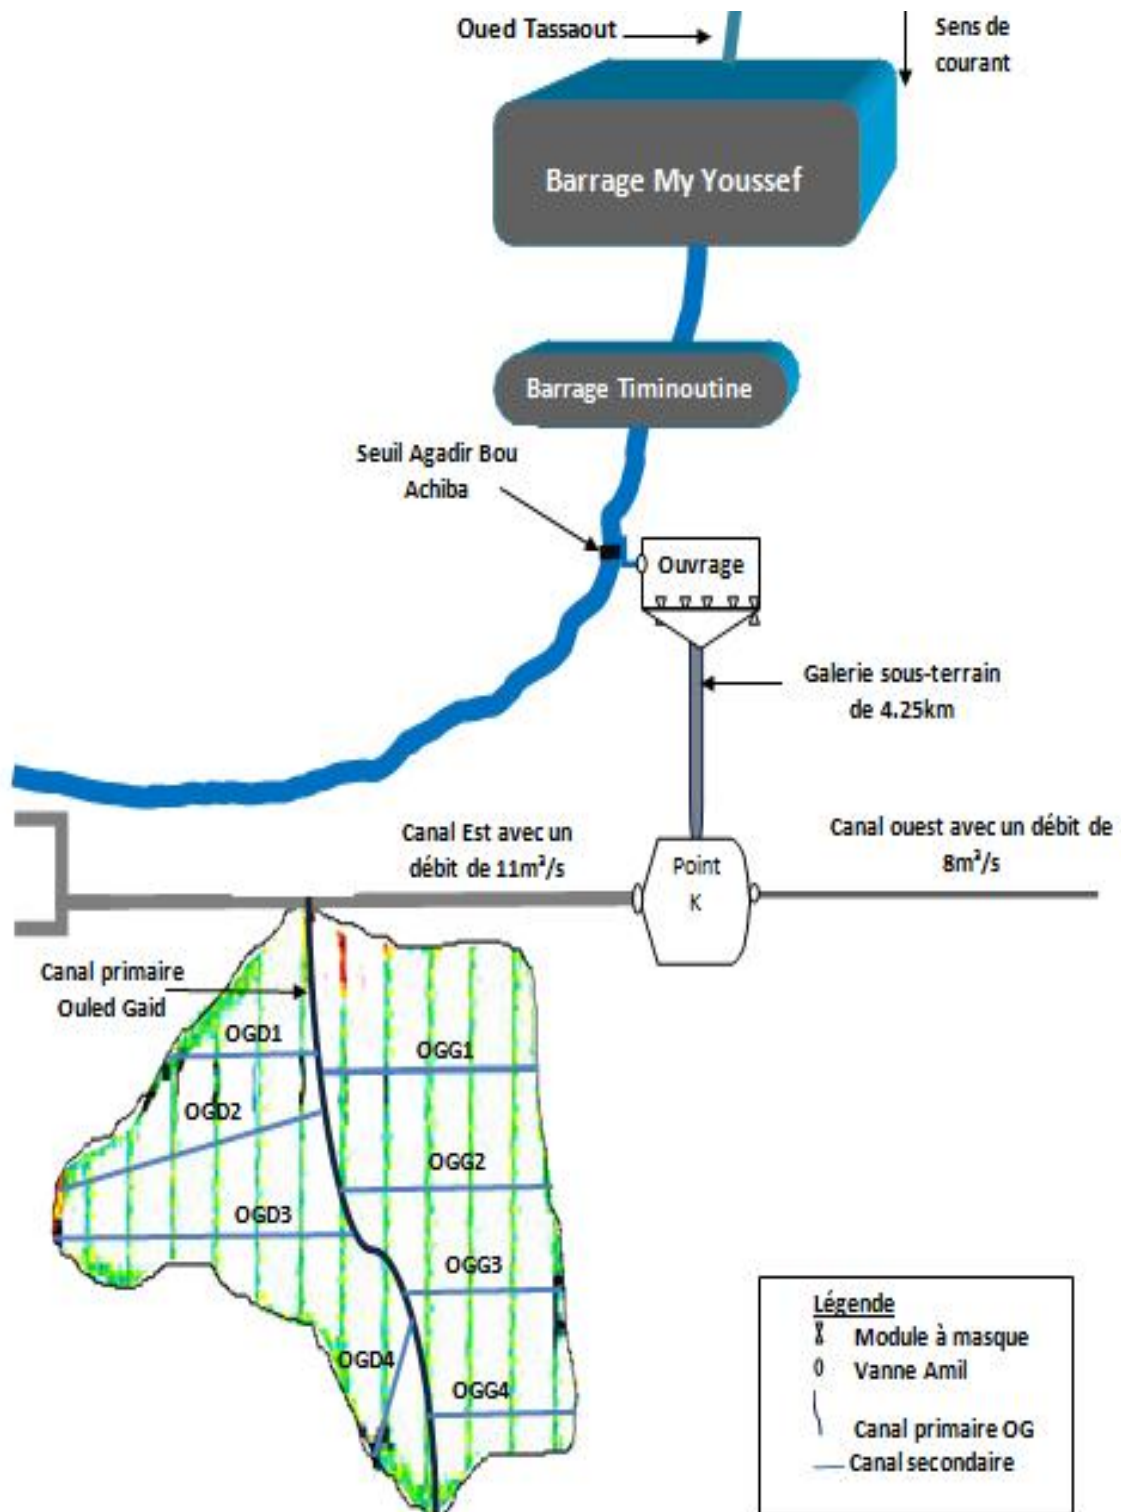 Oued Tassaout
Sens de
courant
Barrage My Youssef
Barrage Timinoutine
Seuil Agadir Bou
Achiba
Ouvrage
Galerie sous-terrain
de 4.25km
Canal Est avec un
débit de 11m³/s
Canal ouest avec un débit de
8m³/s
Point
K
Canal primaire
Ouled Gaid
OGD1
OGG1
OGD2
OGG2
OGD3
OGG3
OGD4
OGG4
Légende
Module à masque
Vanne Amil
Canal primaire OG
Canal secondaire